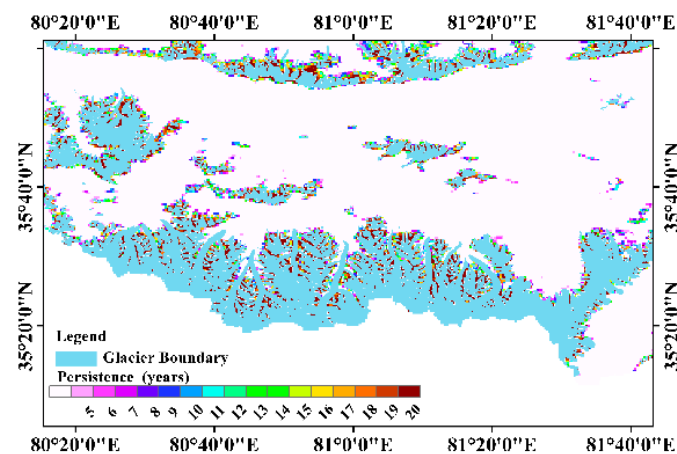 80°20'0"E 80°40'0"E 81°0'0"E 81°20'0"E 81°40'0"E
35°40'0"N 35°40'0"N
35°20'0"N 35°20'0"N
Legend
Glacier Boundary
Persistence (years)
5 6 7 8 9 10 11 12 13 14 15 16 17 18 19 20
80°20'0"E 80°40'0"E 81°0'0"E 81°20'0"E 81°40'0"E